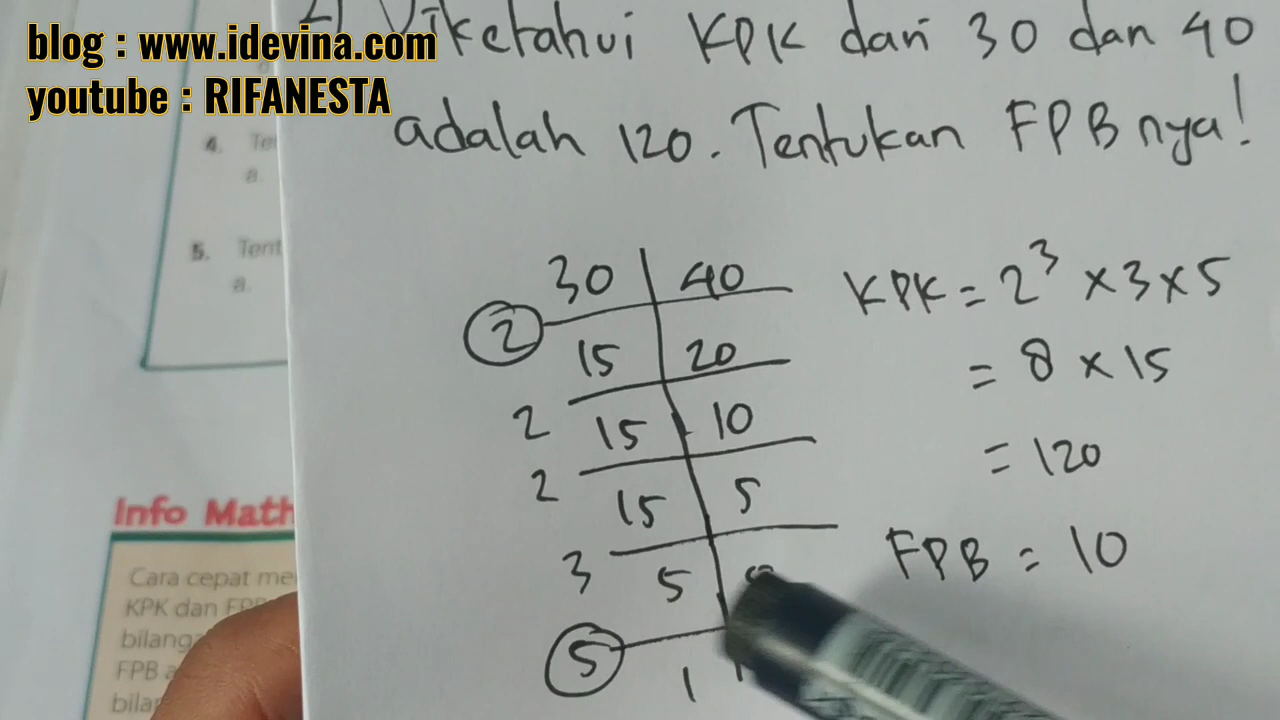 blog : www.idevina.com
youtube : RIFANESTA
Diketahui KPK dari 30 dan 40
adalah 120. Tentukan FPBnya!
4. Te
a.
5. Tent
a.
30 40
2
15 20
2 15 10
2 15 5
3 5
5
1 1
KPK = 2³ × 3 × 5
= 8 × 15
= 120
FPB = 10
Info Math
Cara cepat me
KPK dan FPB
bilanga
FPB a
bila